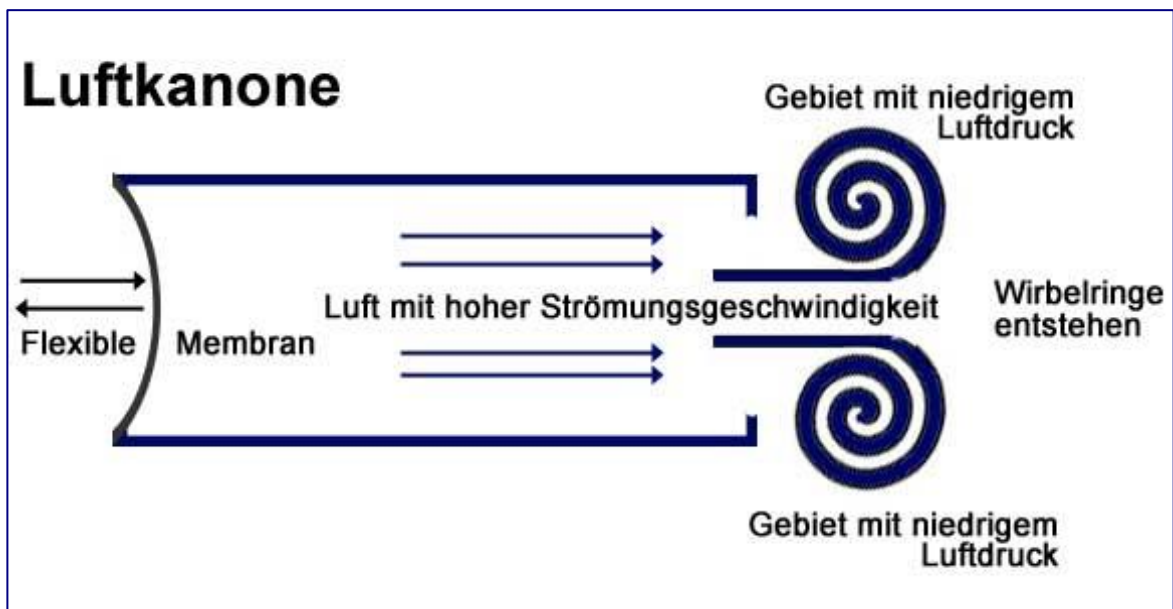 Luftkanone
Gebiet mit niedrigem
Luftdruck
Luft mit hoher Strömungsgeschwindigkeit
Wirbelringe
entstehen
Flexible Membran
Gebiet mit niedrigem
Luftdruck